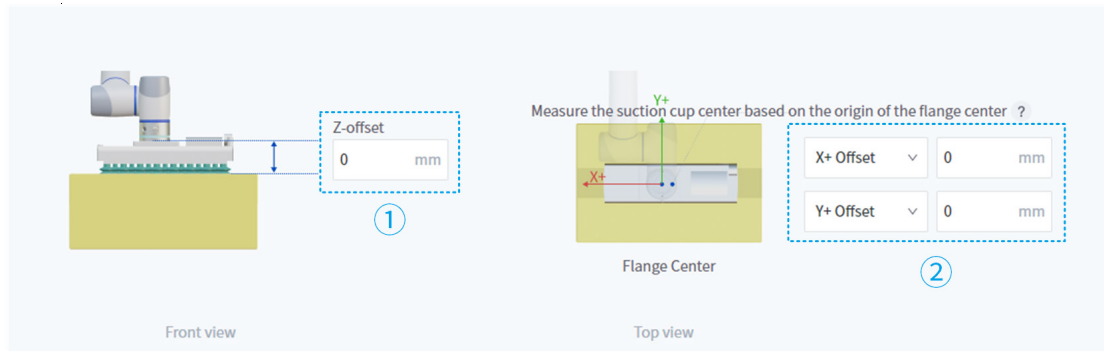 Z-offset
0 mm
①
Front view
Measure the suction cup center based on the origin of the flange center ?
Y+
X+
X+ Offset 0 mm
Y+ Offset 0 mm
②
Flange Center
Top view